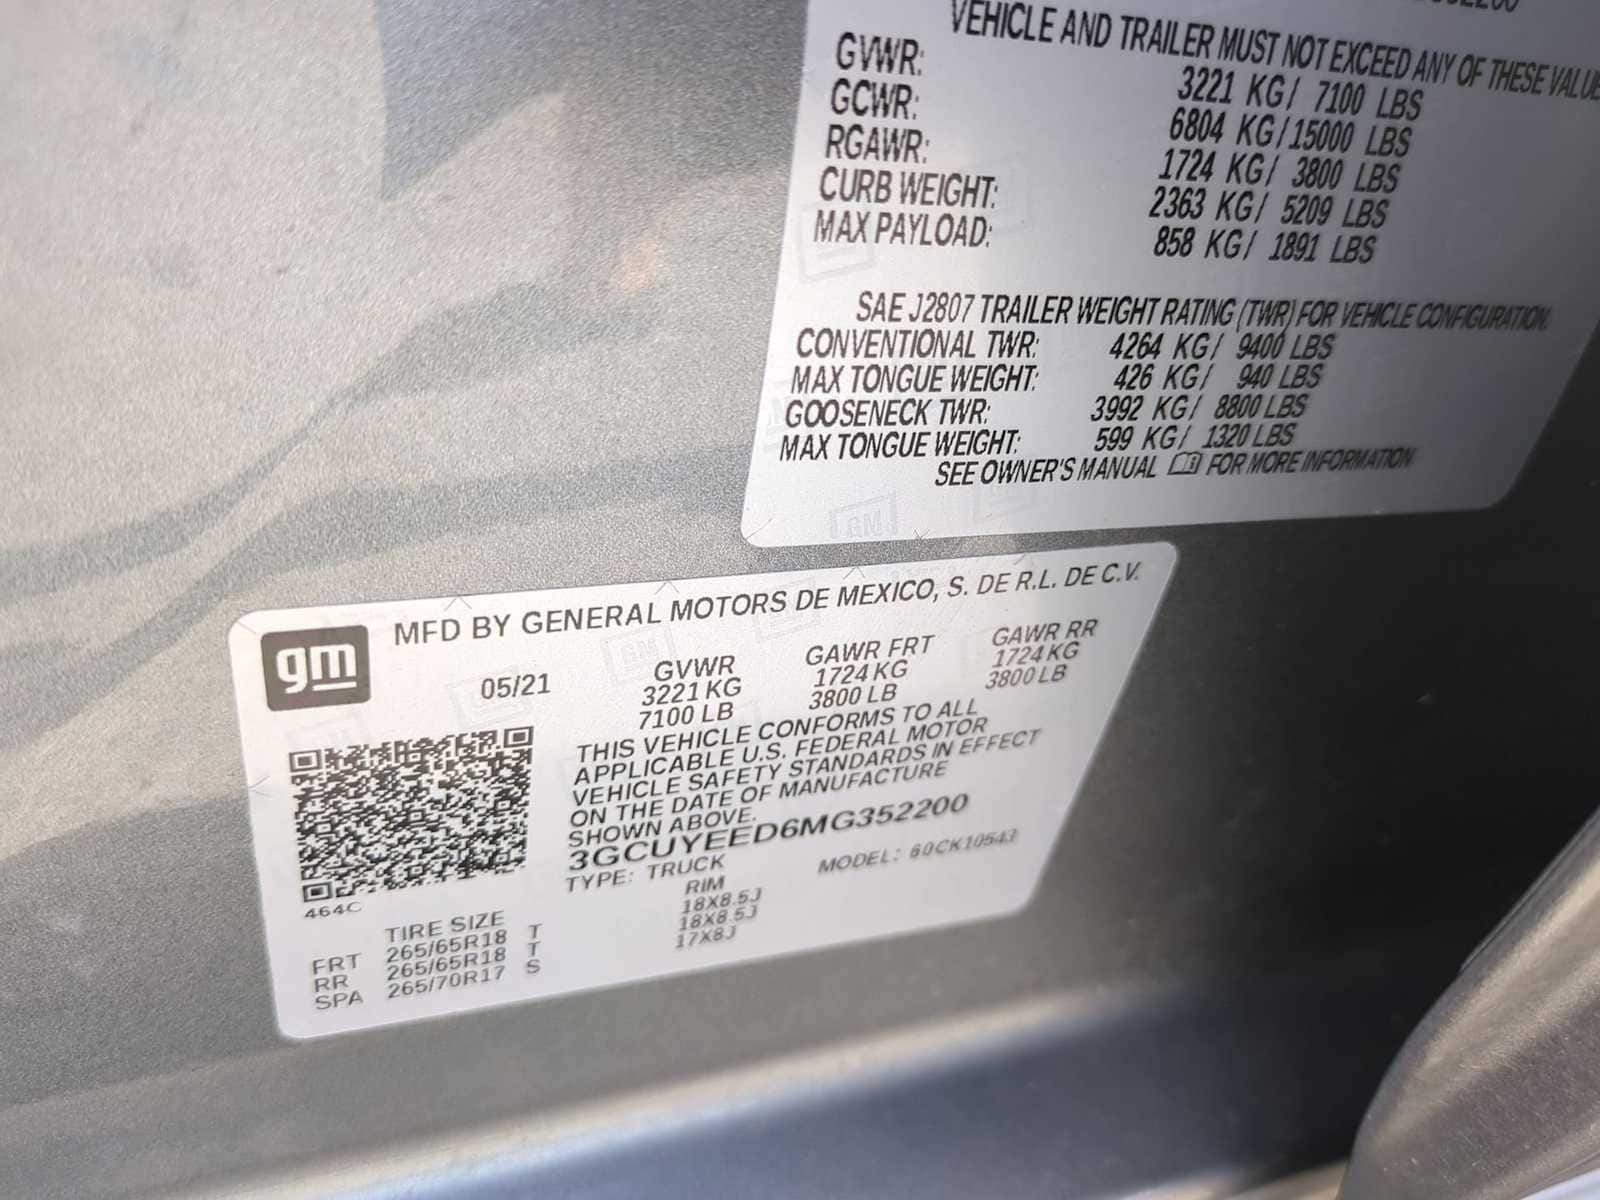 VEHICLE AND TRAILER MUST NOT EXCEED ANY OF THESE VALUE
GVWR: 3221 KG/ 7100 LBS
GCWR: 6804 KG/15000 LBS
RGAWR: 1724 KG/ 3800 LBS
CURB WEIGHT: 2363 KG/ 5209 LBS
MAX PAYLOAD: 858 KG/ 1891 LBS
SAE J2807 TRAILER WEIGHT RATING (TWR) FOR VEHICLE CONFIGURATION.
CONVENTIONAL TWR: 4264 KG/ 9400 LBS
MAX TONGUE WEIGHT: 426 KG/ 940 LBS
GOOSENECK TWR: 3992 KG/ 8800 LBS
MAX TONGUE WEIGHT: 599 KG/ 1320 LBS
SEE OWNER'S MANUAL FOR MORE INFORMATION
GM
gm
MFD BY GENERAL MOTORS DE MEXICO, S. DE R.L. DE C.V.
05/21 GVWR GAWR FRT GAWR RR
3221 KG 1724 KG 1724 KG
7100 LB 3800 LB 3800 LB
THIS VEHICLE CONFORMS TO ALL
APPLICABLE U.S. FEDERAL MOTOR
VEHICLE SAFETY STANDARDS IN EFFECT
ON THE DATE OF MANUFACTURE
SHOWN ABOVE.
3GCUYEED6MG352200
TYPE: TRUCK MODEL: 60CK10543
464C
TIRE SIZE RIM
FRT 265/65R18 T 18X8.5J
RR 265/65R18 T 18X8.5J
SPA 265/70R17 S 17X8J